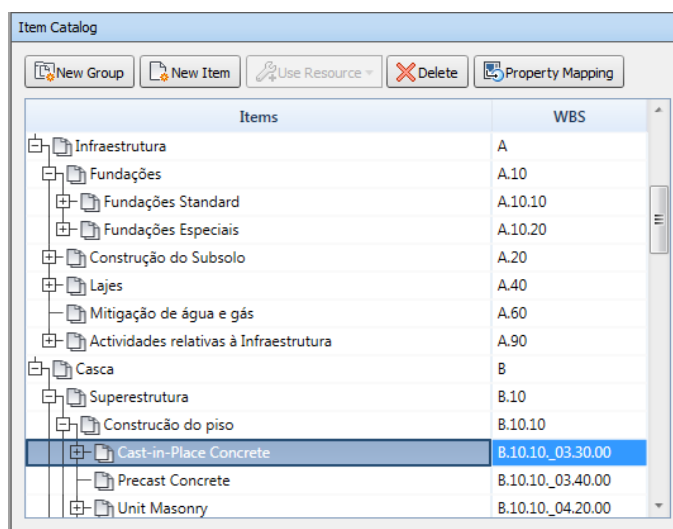 Item Catalog
New Group New Item Use Resource Delete Property Mapping
Items WBS
Infraestrutura A
Fundações A.10
Fundações Standard A.10.10
Fundações Especiais A.10.20
Construção do Subsolo A.20
Lajes A.40
Mitigação de água e gás A.60
Actividades relativas à Infraestrutura A.90
Casca B
Superestrutura B.10
Construcão do piso B.10.10
Cast-in-Place Concrete B.10.10._03.30.00
Precast Concrete B.10.10._03.40.00
Unit Masonry B.10.10._04.20.00